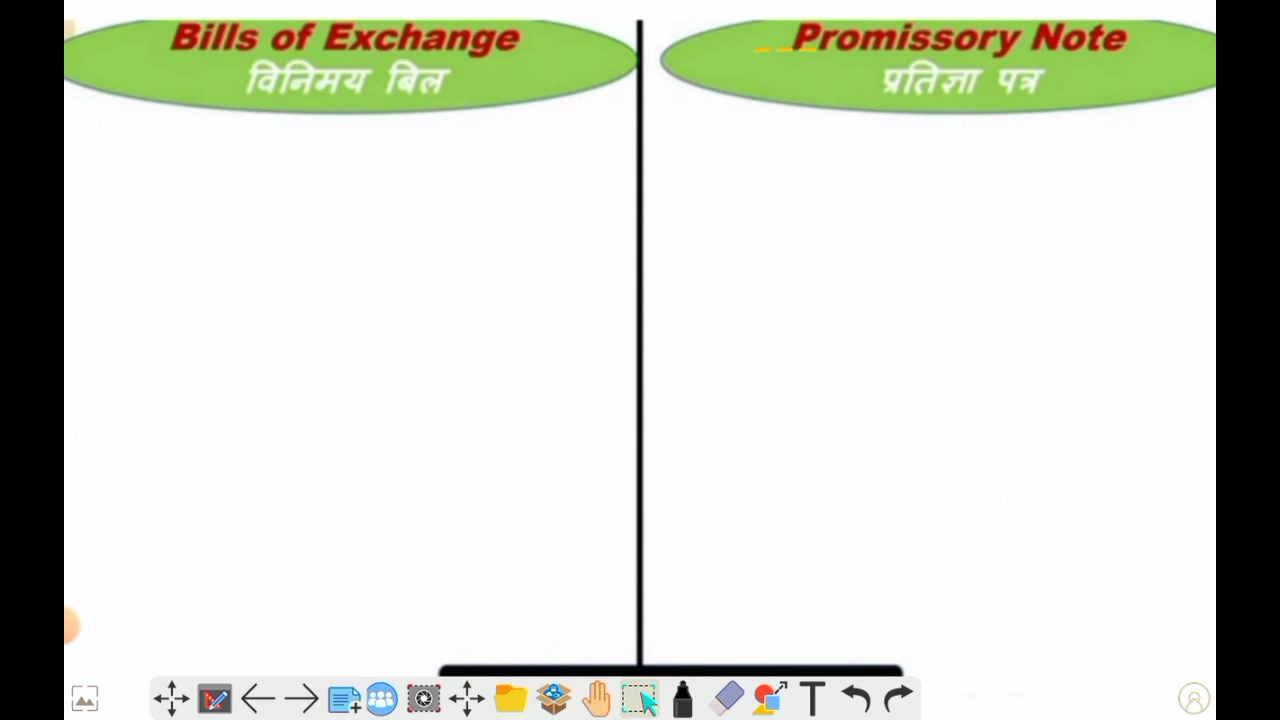 Bills of Exchange
विनिमय बिल
Promissory Note
प्रतिज्ञा पत्र